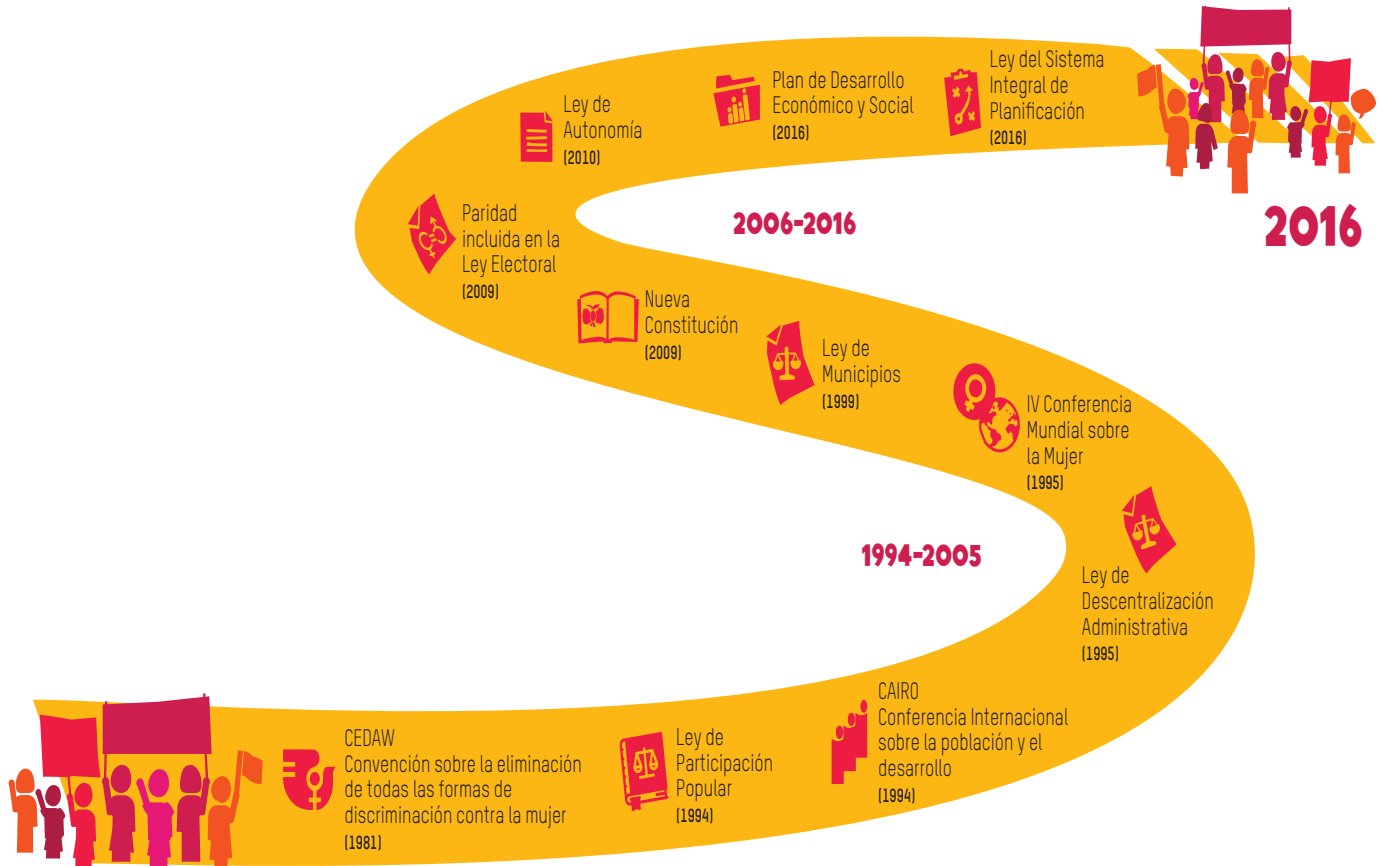 Ley de
Autonomía
(2010)
Plan de Desarrollo
Económico y Social
(2016)
Ley del Sistema
Integral de
Planificación
(2016)
2016
2006-2016
Paridad
incluida en la
Ley Electoral
(2009)
Nueva
Constitución
(2009)
Ley de
Municipios
(1999)
IV Conferencia
Mundial sobre
la Mujer
(1995)
1994-2005
Ley de
Descentralización
Administrativa
(1995)
CAIRO
Conferencia Internacional
sobre la población y el
desarrollo
(1994)
Ley de
Participación
Popular
(1994)
CEDAW
Convención sobre la eliminación
de todas las formas de
discriminación contra la mujer
(1981)